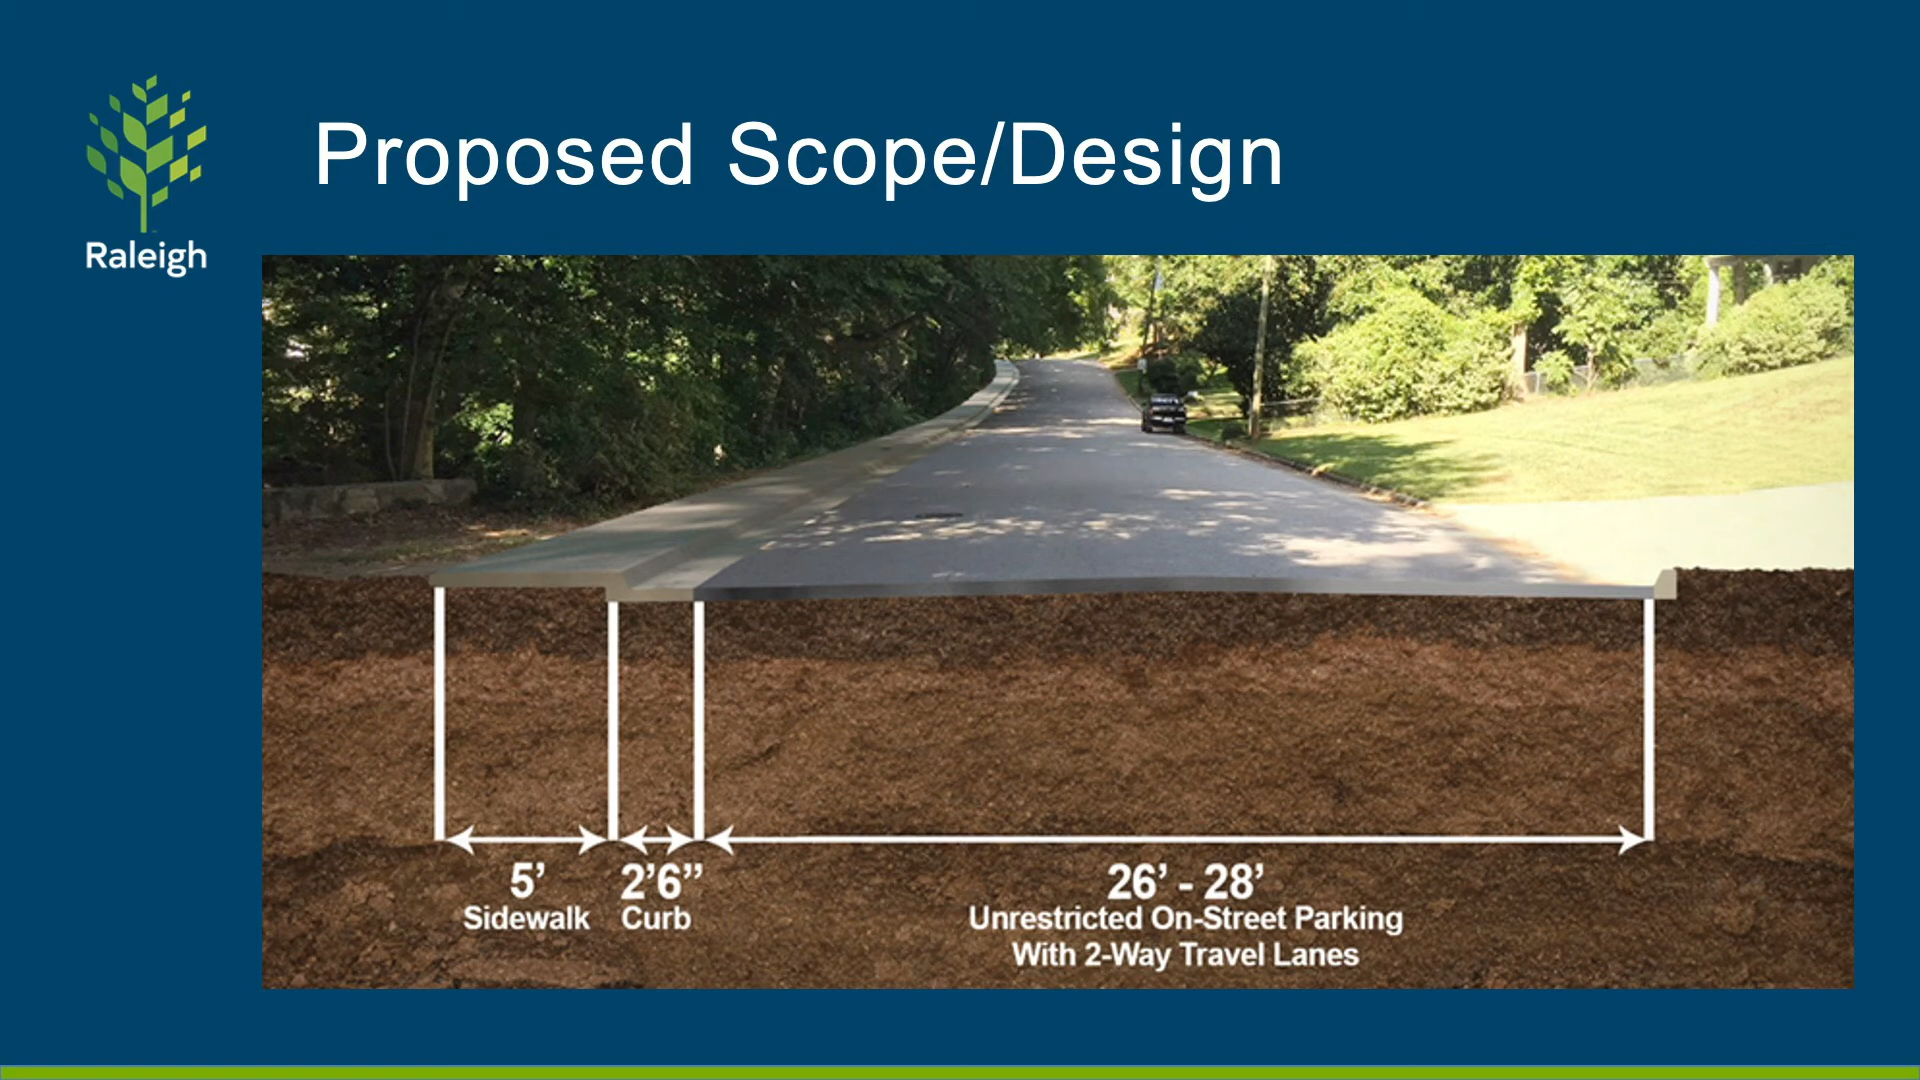 Raleigh
Proposed Scope/Design
5’
Sidewalk
2’6”
Curb
26’ - 28’
Unrestricted On-Street Parking
With 2-Way Travel Lanes